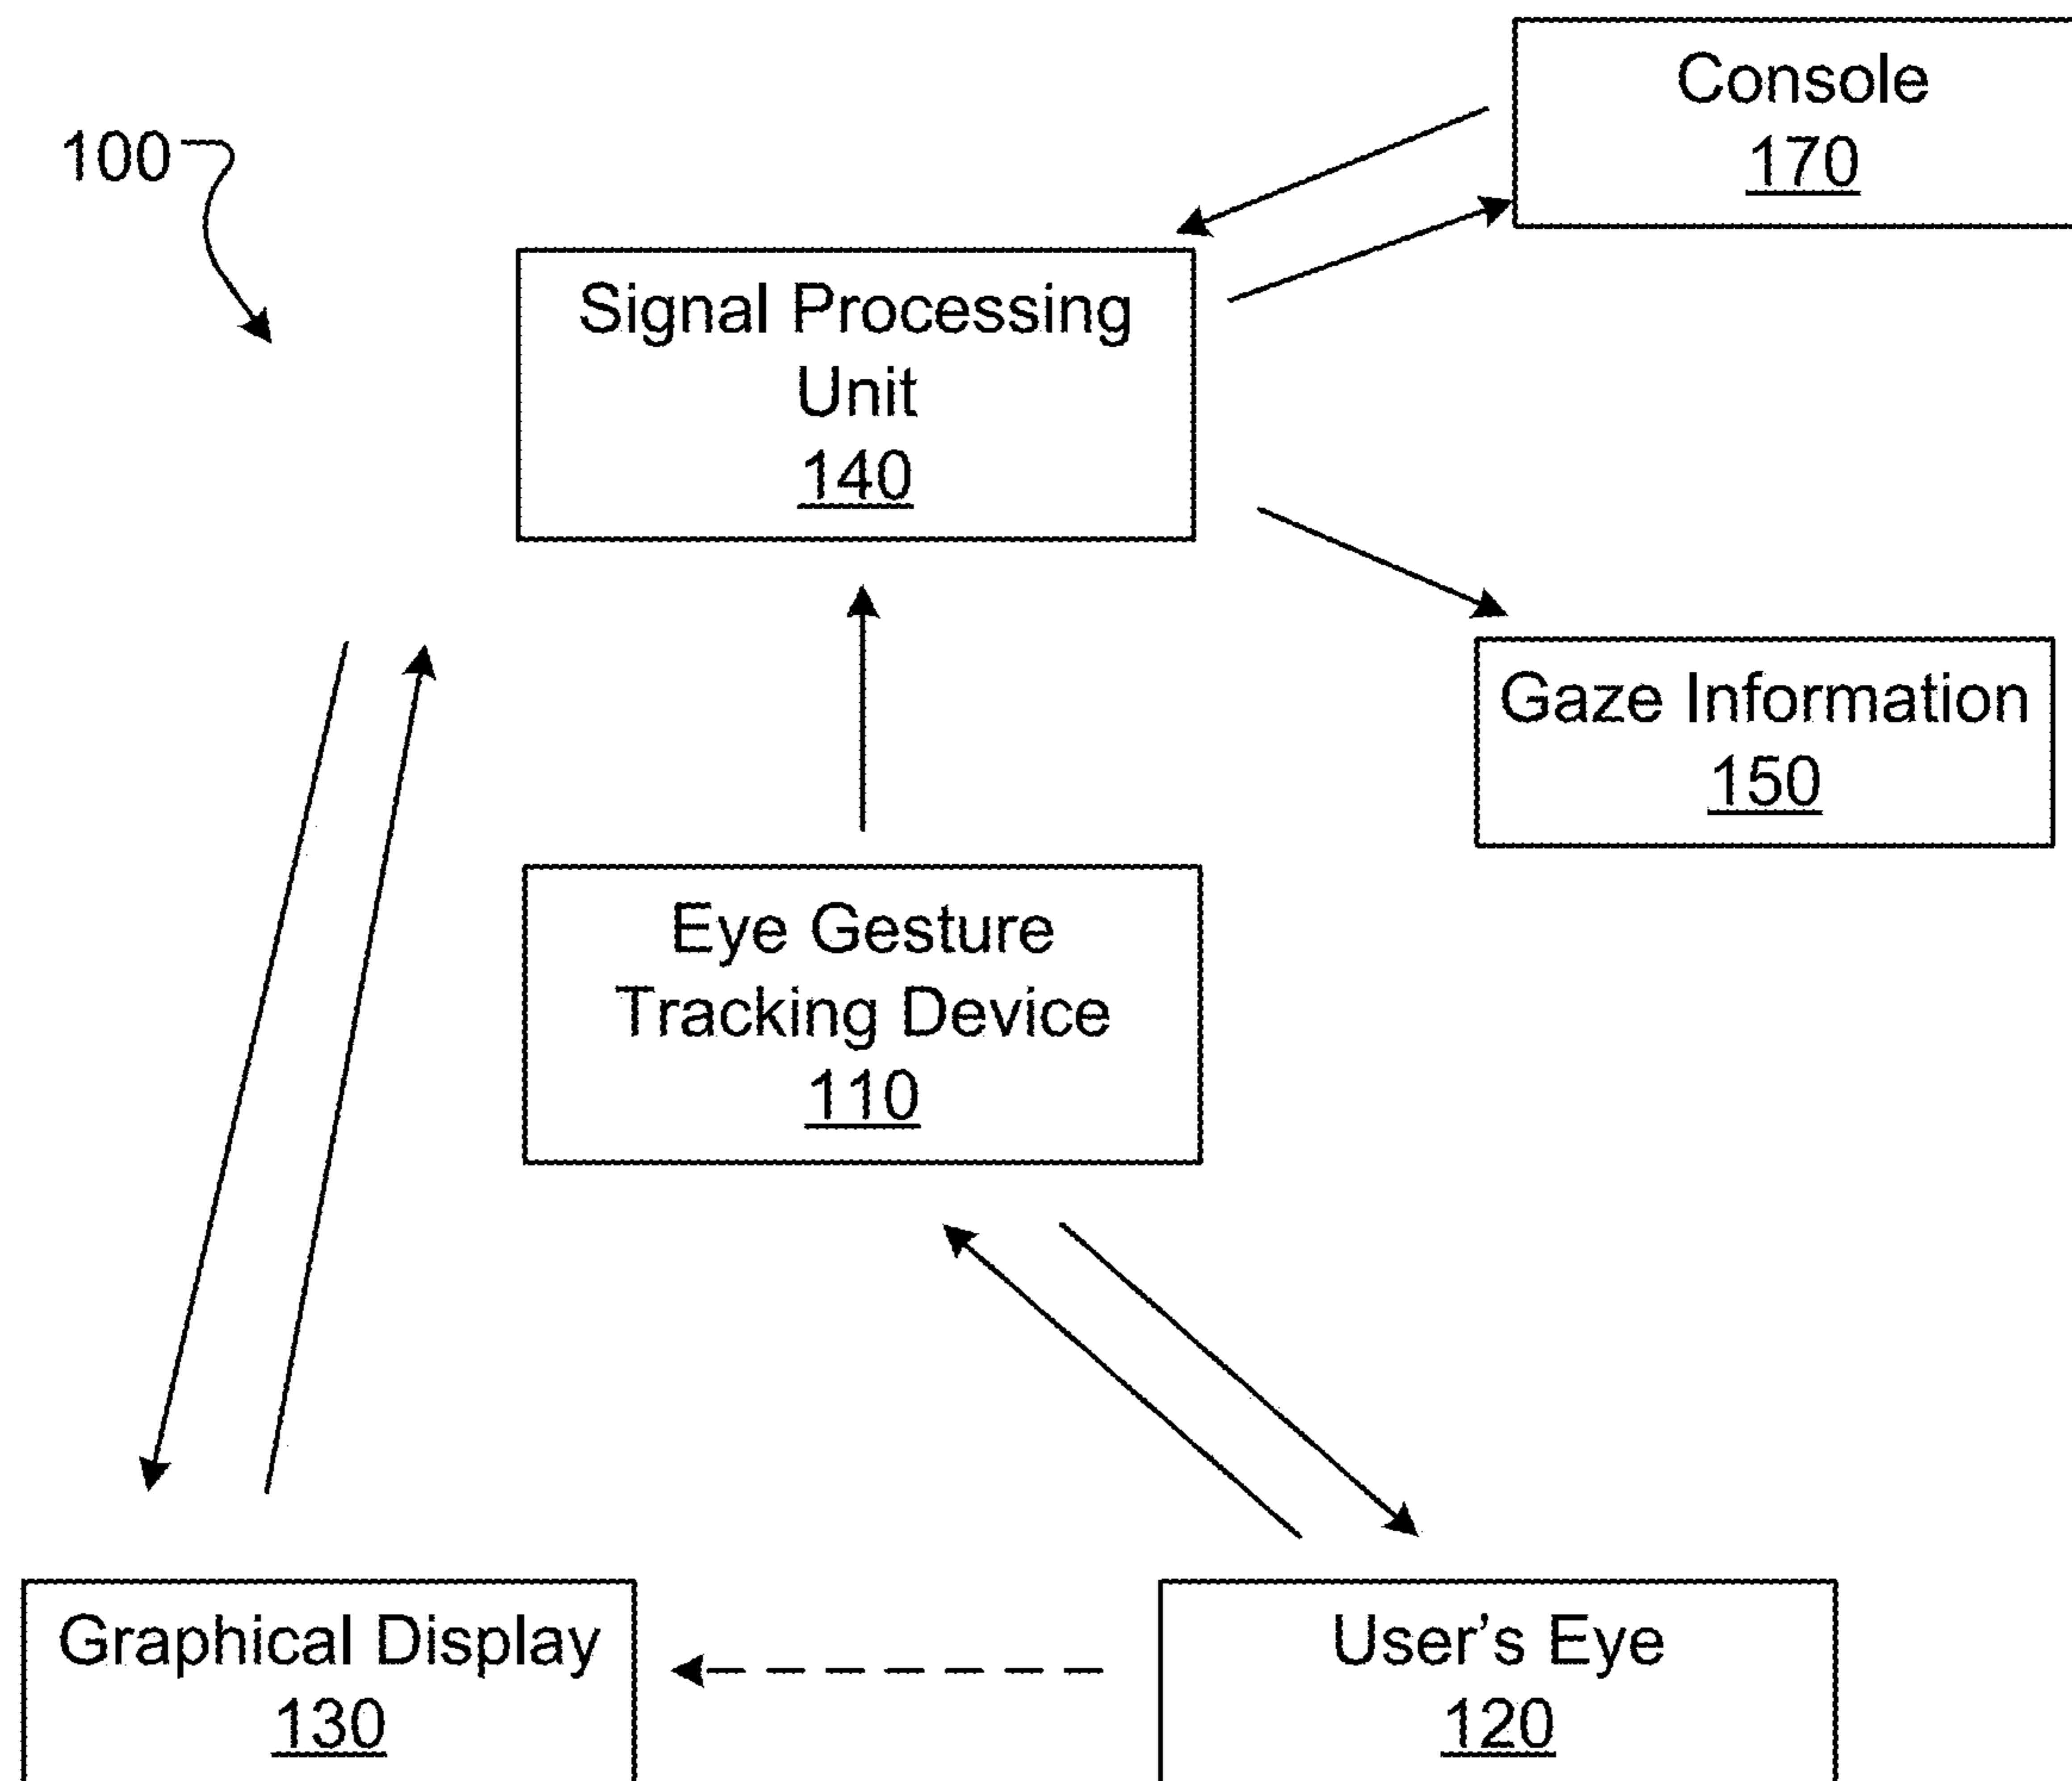 Console
170
100
Signal Processing
Unit
140
Gaze Information
150
Eye Gesture
Tracking Device
110
Graphical Display
130
User’s Eye
120